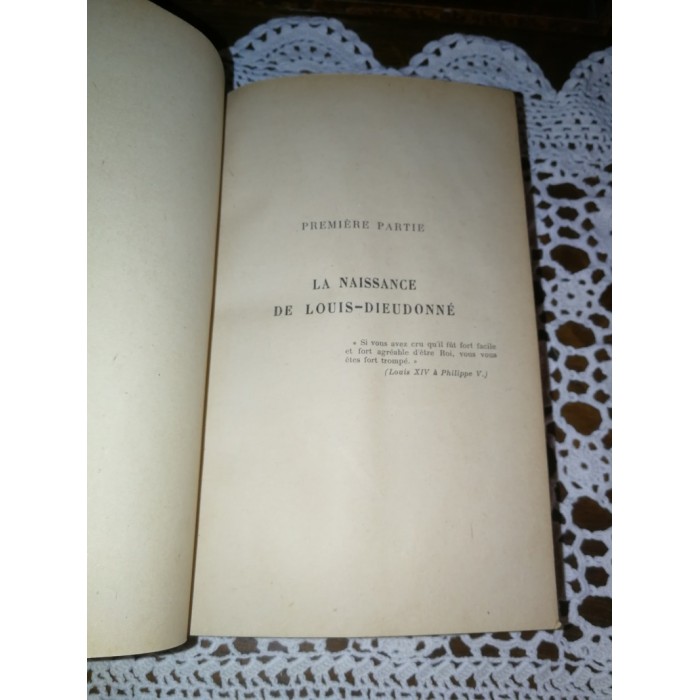 PREMIÈRE PARTIE
LA NAISSANCE
DE LOUIS-DIEUDONNÉ
« Si vous avez cru qu'il fût fort facile
et fort agréable d'être Roi, vous vous
êtes fort trompé. »
(Louis XIV à Philippe V.)